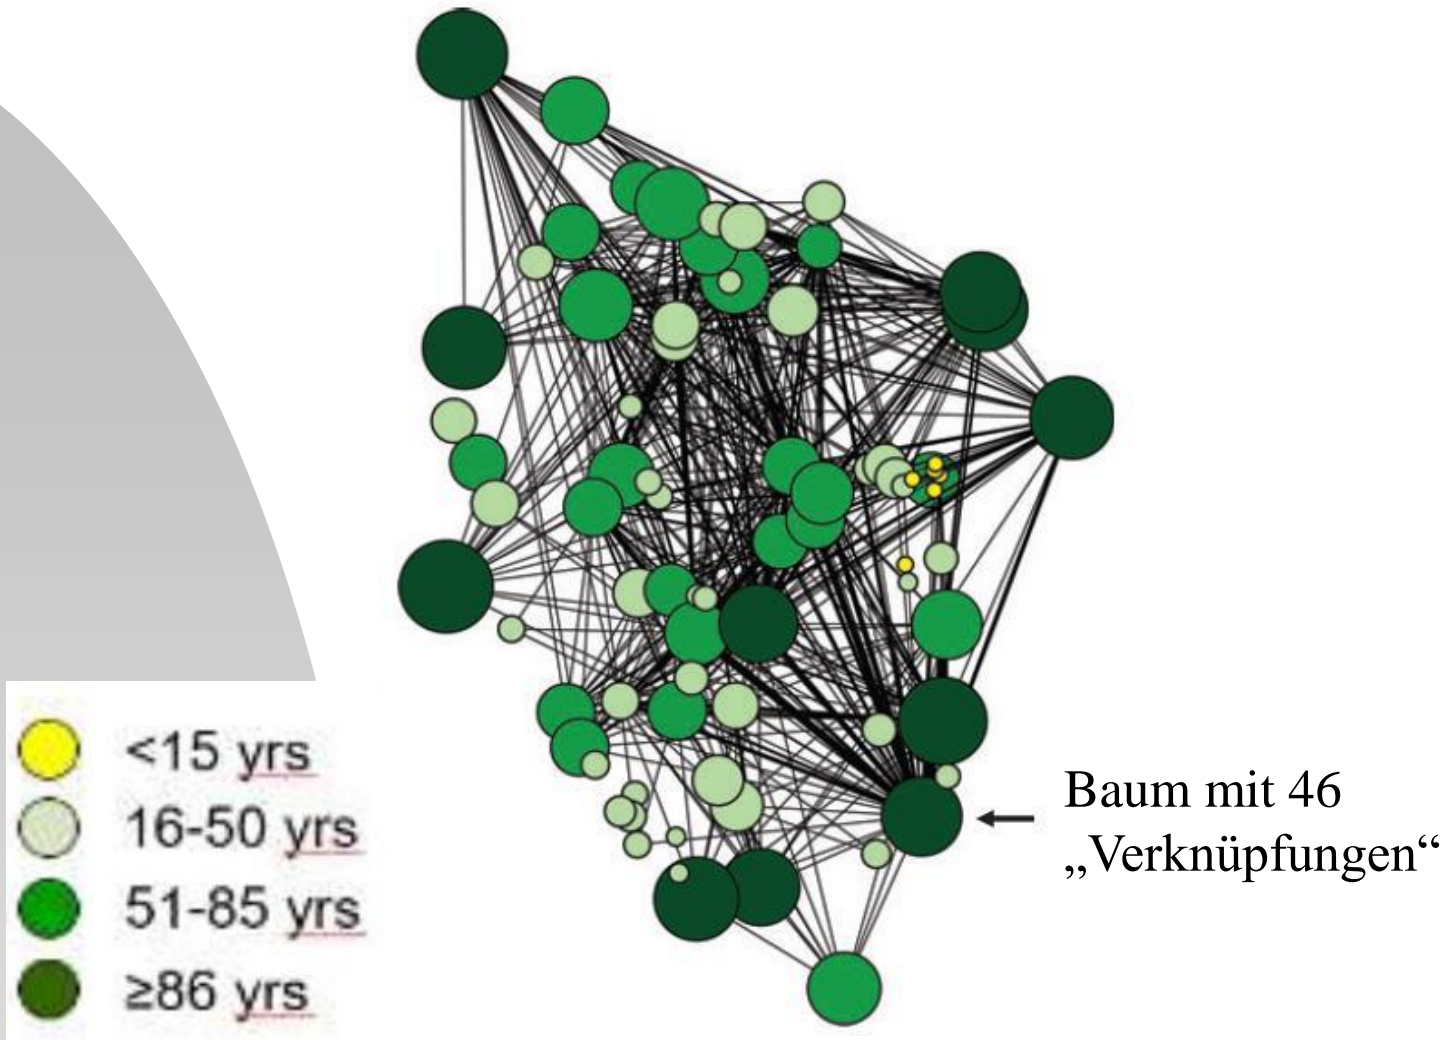 <15 yrs
16-50 yrs
51-85 yrs
≥86 yrs
Baum mit 46
„Verknüpfungen“